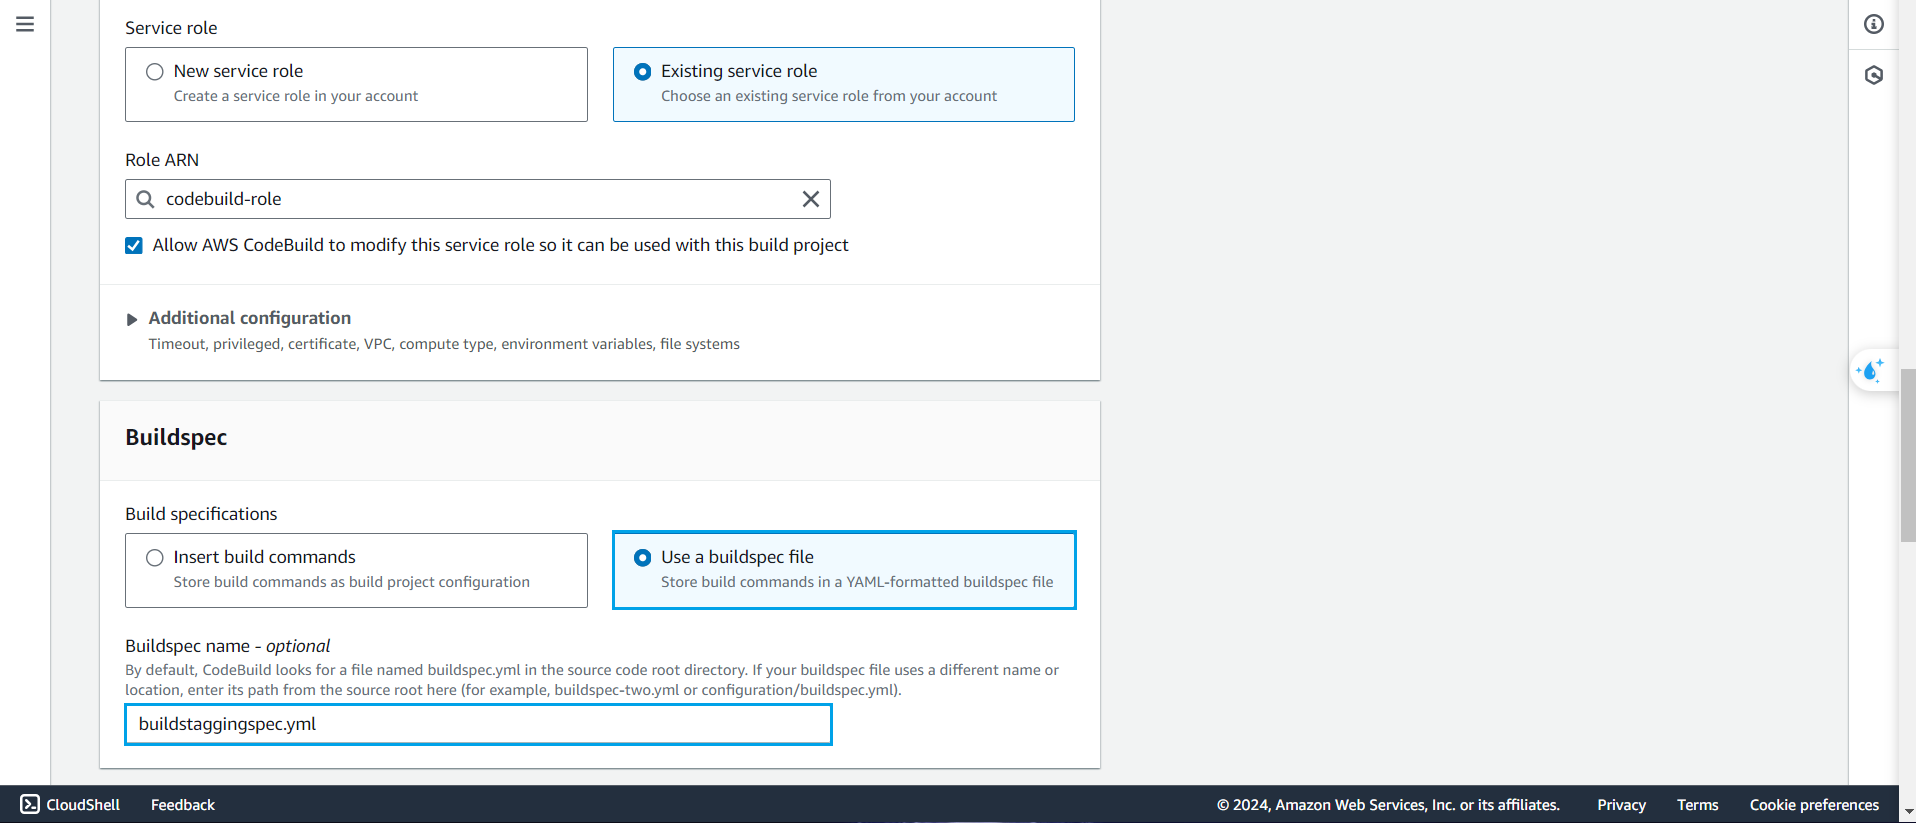 Service role
New service role
Create a service role in your account
Existing service role
Choose an existing service role from your account
Role ARN
codebuild-role
Allow AWS CodeBuild to modify this service role so it can be used with this build project
Additional configuration
Timeout, privileged, certificate, VPC, compute type, environment variables, file systems
Buildspec
Build specifications
Insert build commands
Store build commands as build project configuration
Use a buildspec file
Store build commands in a YAML-formatted buildspec file
Buildspec name - optional
By default, CodeBuild looks for a file named buildspec.yml in the source code root directory. If your buildspec file uses a different name or
location, enter its path from the source root here (for example, buildspec-two.yml or configuration/buildspec.yml).
buildstaggingspec.yml
CloudShell Feedback © 2024, Amazon Web Services, Inc. or its affiliates. Privacy Terms Cookie preferences